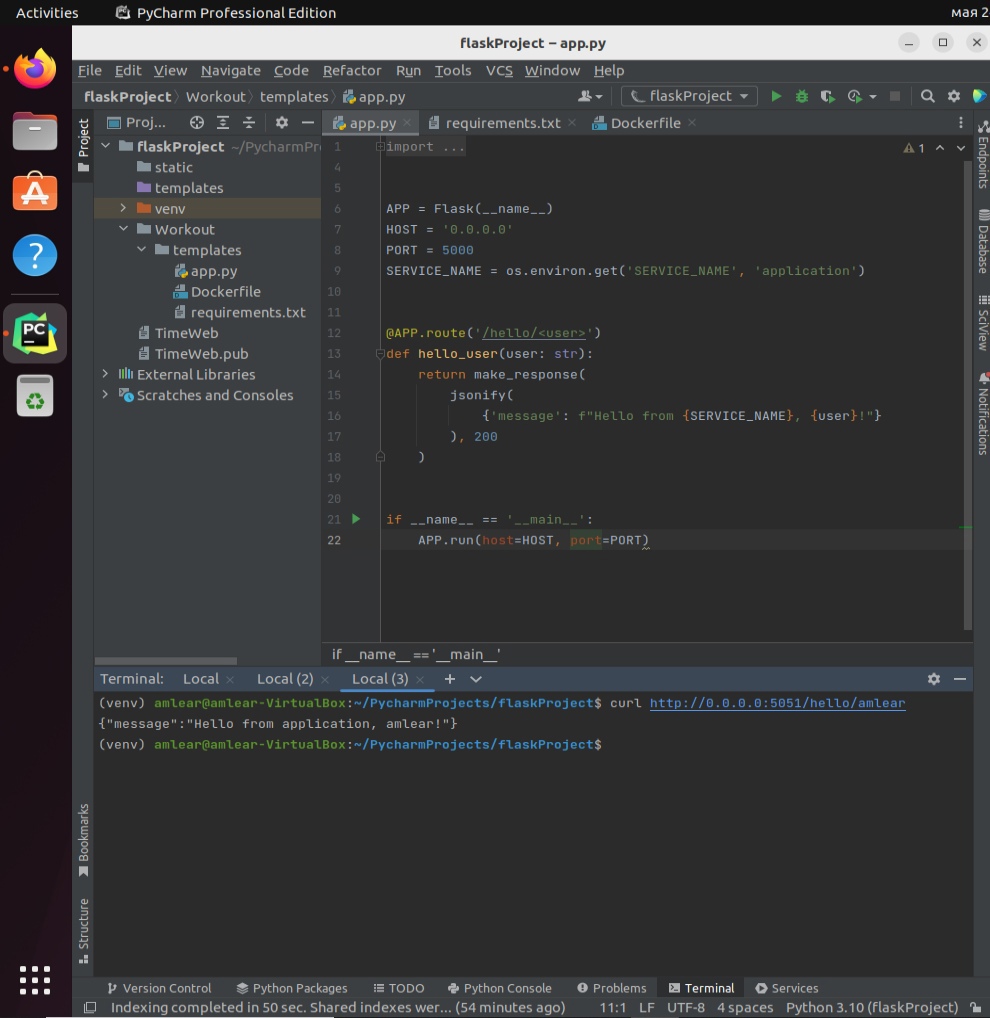 Activities PyCharm Professional Edition мая 2
flaskProject – app.py
File Edit View Navigate Code Refactor Run Tools VCS Window Help
flaskProject Workout templates app.py flaskProject
Project
Proj...
app.py requirements.txt Dockerfile
flaskProject ~/PycharmPr
static
templates
venv
Workout
templates
app.py
Dockerfile
requirements.txt
TimeWeb
TimeWeb.pub
External Libraries
Scratches and Consoles
1 import ... 1
4
5
6 APP = Flask(__name__)
7 HOST = '0.0.0.0'
8 PORT = 5000
9 SERVICE_NAME = os.environ.get('SERVICE_NAME', 'application')
10
11
12 @APP.route('/hello/<user>')
13 def hello_user(user: str):
14 return make_response(
15 jsonify(
16 {'message': f"Hello from {SERVICE_NAME}, {user}!"}
17 ), 200
18 )
19
20
21 if __name__ == '__main__':
22 APP.run(host=HOST, port=PORT)
if __name__ == '__main__'
Endpoints
Database
SciView
Notifications
Terminal: Local Local (2) Local (3)
(venv) amlear@amlear-VirtualBox:~/PycharmProjects/flaskProject$ curl http://0.0.0.0:5051/hello/amlear
{"message":"Hello from application, amlear!"}
(venv) amlear@amlear-VirtualBox:~/PycharmProjects/flaskProject$
Bookmarks
Structure
Version Control Python Packages TODO Python Console Problems Terminal Services
Indexing completed in 50 sec. Shared indexes wer... (54 minutes ago) 11:1 LF UTF-8 4 spaces Python 3.10 (flaskProject)
PC